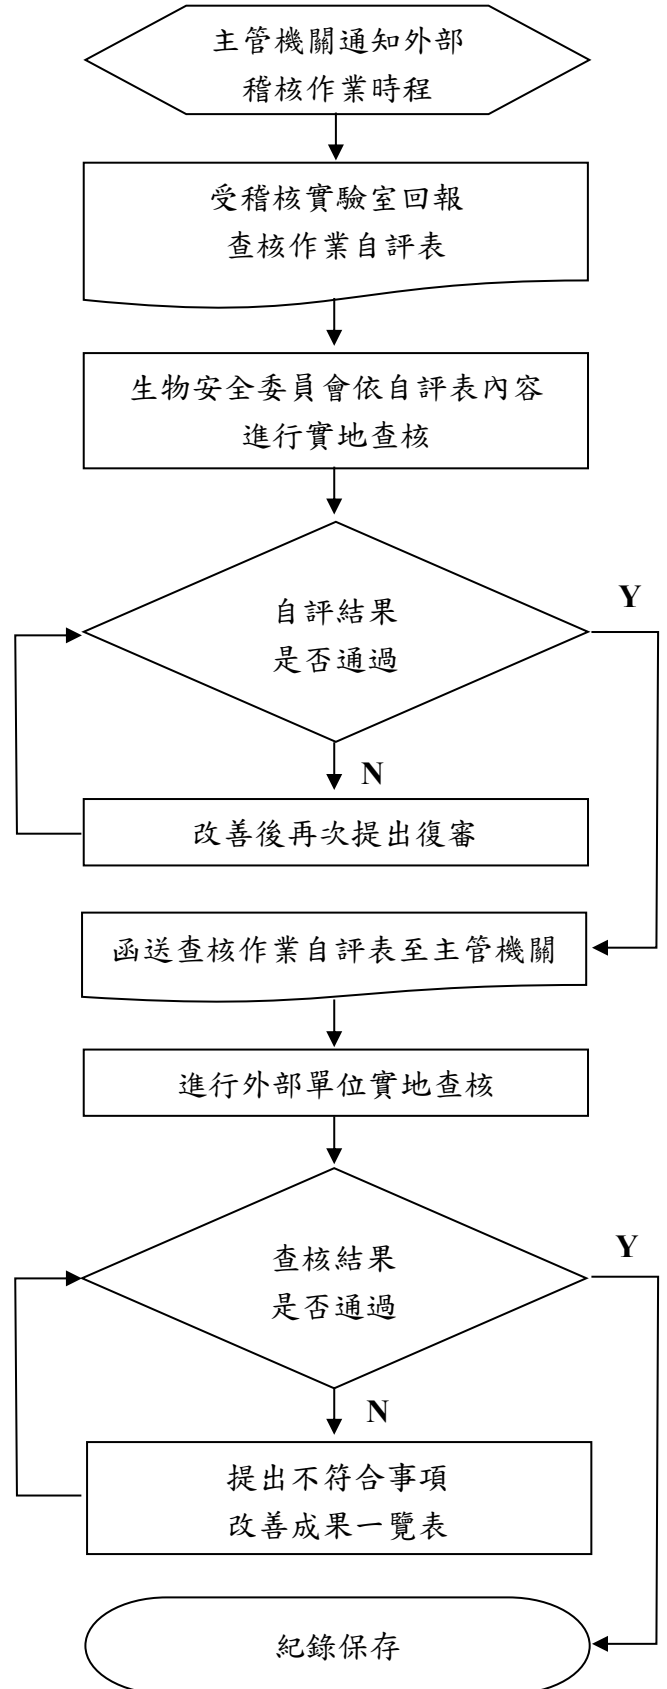 主管機關通知外部
稽核作業時程
受稽核實驗室回報
查核作業自評表
生物安全委員會依自評表內容
進行實地查核
自評結果
是否通過
Y
N
改善後再次提出復審
函送查核作業自評表至主管機關
進行外部單位實地查核
查核結果
是否通過
Y
N
提出不符合事項
改善成果一覽表
紀錄保存